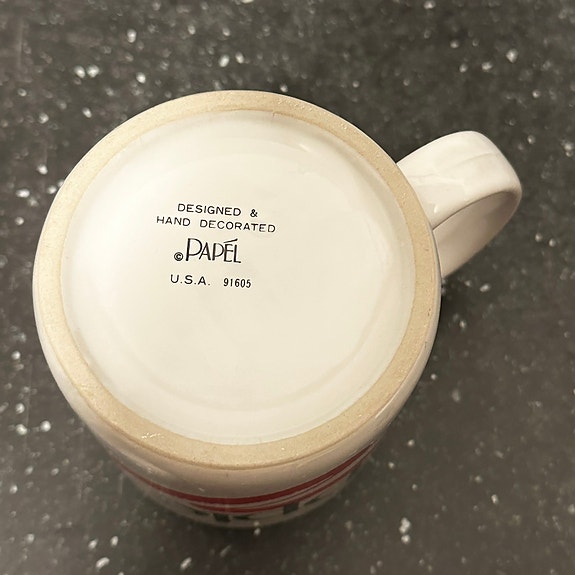 DESIGNED &
HAND DECORATED
©PAPÉL
U.S.A. 91605